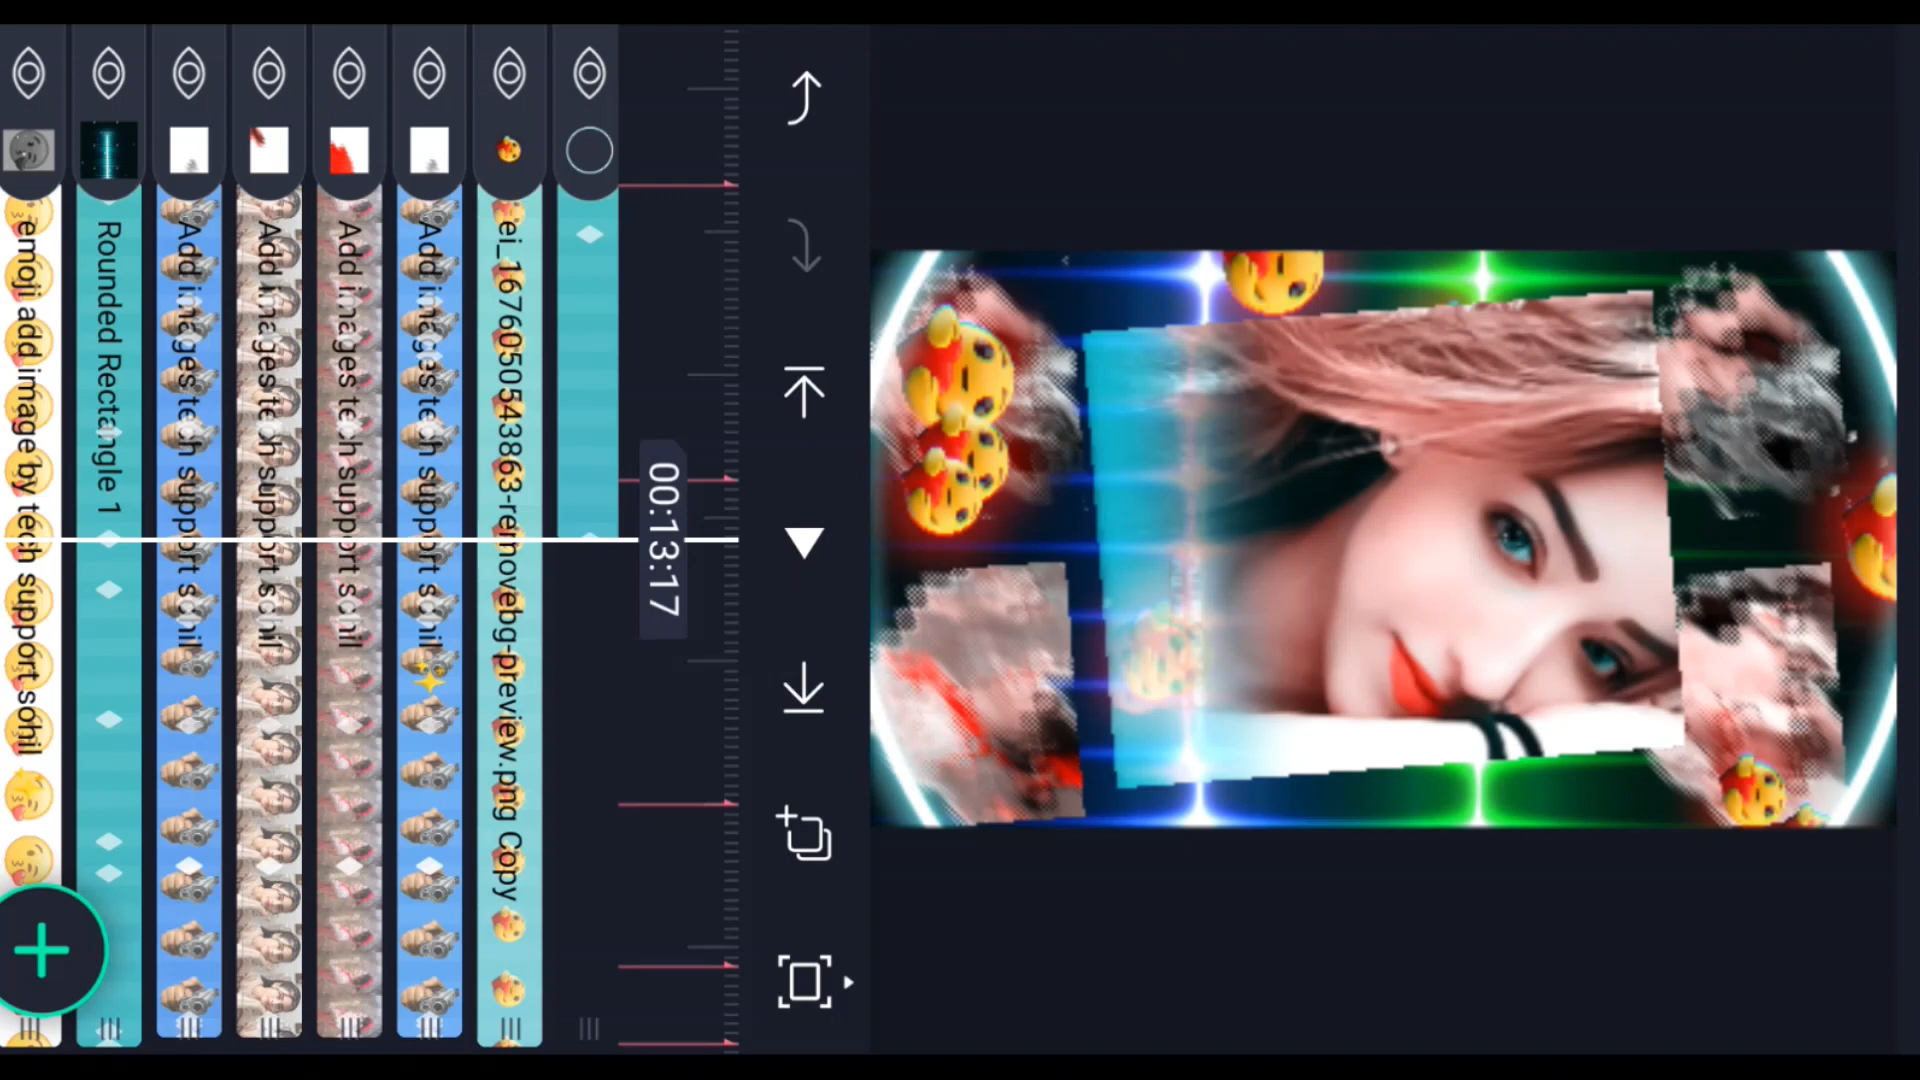 00:13:17
ei_1676050543863-removebg-preview.png Copy
Add images tech support sohil
Add images tech support sohil
Add images tech support sohil
Add images tech support sohil
Rounded Rectangle 1
emoji add image by tech support sohil